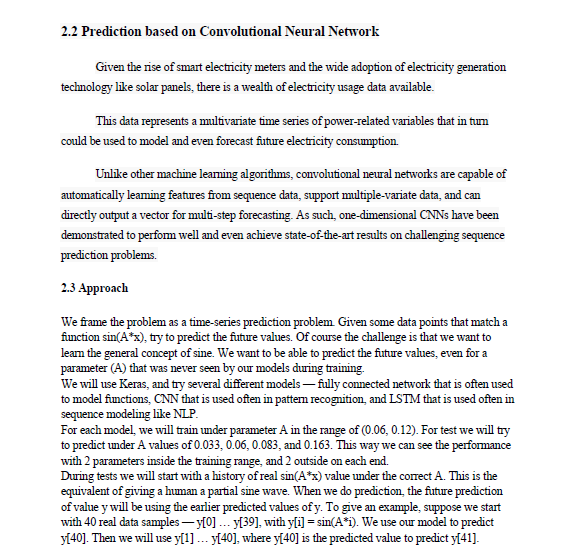 2.2 Prediction based on Convolutional Neural Network
Given the rise of smart electricity meters and the wide adoption of electricity generation
technology like solar panels, there is a wealth of electricity usage data available.
This data represents a multivariate time series of power-related variables that in turn
could be used to model and even forecast future electricity consumption.
Unlike other machine learning algorithms, convolutional neural networks are capable of
automatically learning features from sequence data, support multiple-variate data, and can
directly output a vector for multi-step forecasting. As such, one-dimensional CNNs have been
demonstrated to perform well and even achieve state-of-the-art results on challenging sequence
prediction problems.
2.3 Approach
We frame the problem as a time-series prediction problem. Given some data points that match a
function sin(A*x), try to predict the future values. Of course the challenge is that we want to
learn the general concept of sine. We want to be able to predict the future values, even for a
parameter (A) that was never seen by our models during training.
We will use Keras, and try several different models — fully connected network that is often used
to model functions, CNN that is used often in pattern recognition, and LSTM that is used often in
sequence modeling like NLP.
For each model, we will train under parameter A in the range of (0.06, 0.12). For test we will try
to predict under A values of 0.033, 0.06, 0.083, and 0.163. This way we can see the performance
with 2 parameters inside the training range, and 2 outside on each end.
During tests we will start with a history of real sin(A*x) value under the correct A. This is the
equivalent of giving a human a partial sine wave. When we do prediction, the future prediction
of value y will be using the earlier predicted values of y. To give an example, suppose we start
with 40 real data samples — y[0] … y[39], with y[i] = sin(A*i). We use our model to predict
y[40]. Then we will use y[1] … y[40], where y[40] is the predicted value to predict y[41].